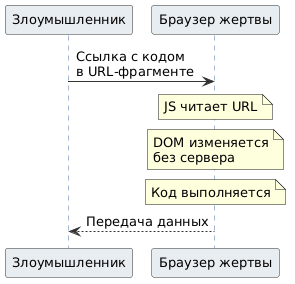 Злоумышленник
Браузер жертвы
Ссылка с кодом
в URL-фрагменте
JS читает URL
DOM изменяется
без сервера
Код выполняется
Передача данных
Злоумышленник
Браузер жертвы